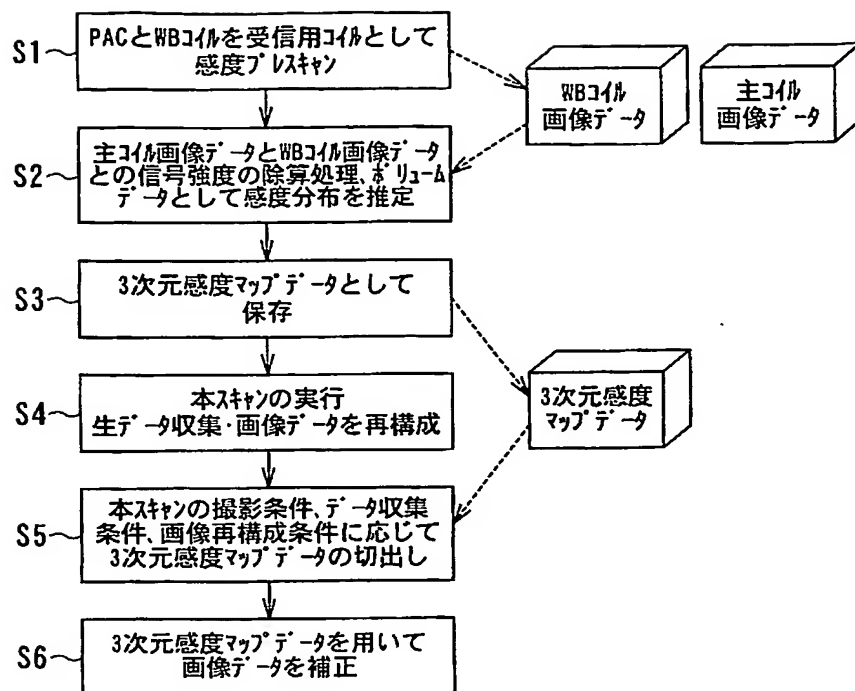 S1
PACとWBコイルを受信用コイルとして
感度プレスキャン
WBコイル
画像データ
主コイル
画像データ
S2
主コイル画像データとWBコイル画像データ
との信号強度の除算処理、ボリューム
データとして感度分布を推定
S3
3次元感度マップデータとして
保存
S4
本スキャンの実行
生データ収集・画像データを再構成
3次元感度
マップデータ
S5
本スキャンの撮影条件、データ収集
条件、画像再構成条件に応じて
3次元感度マップデータの切出し
S6
3次元感度マップデータを用いて
画像データを補正